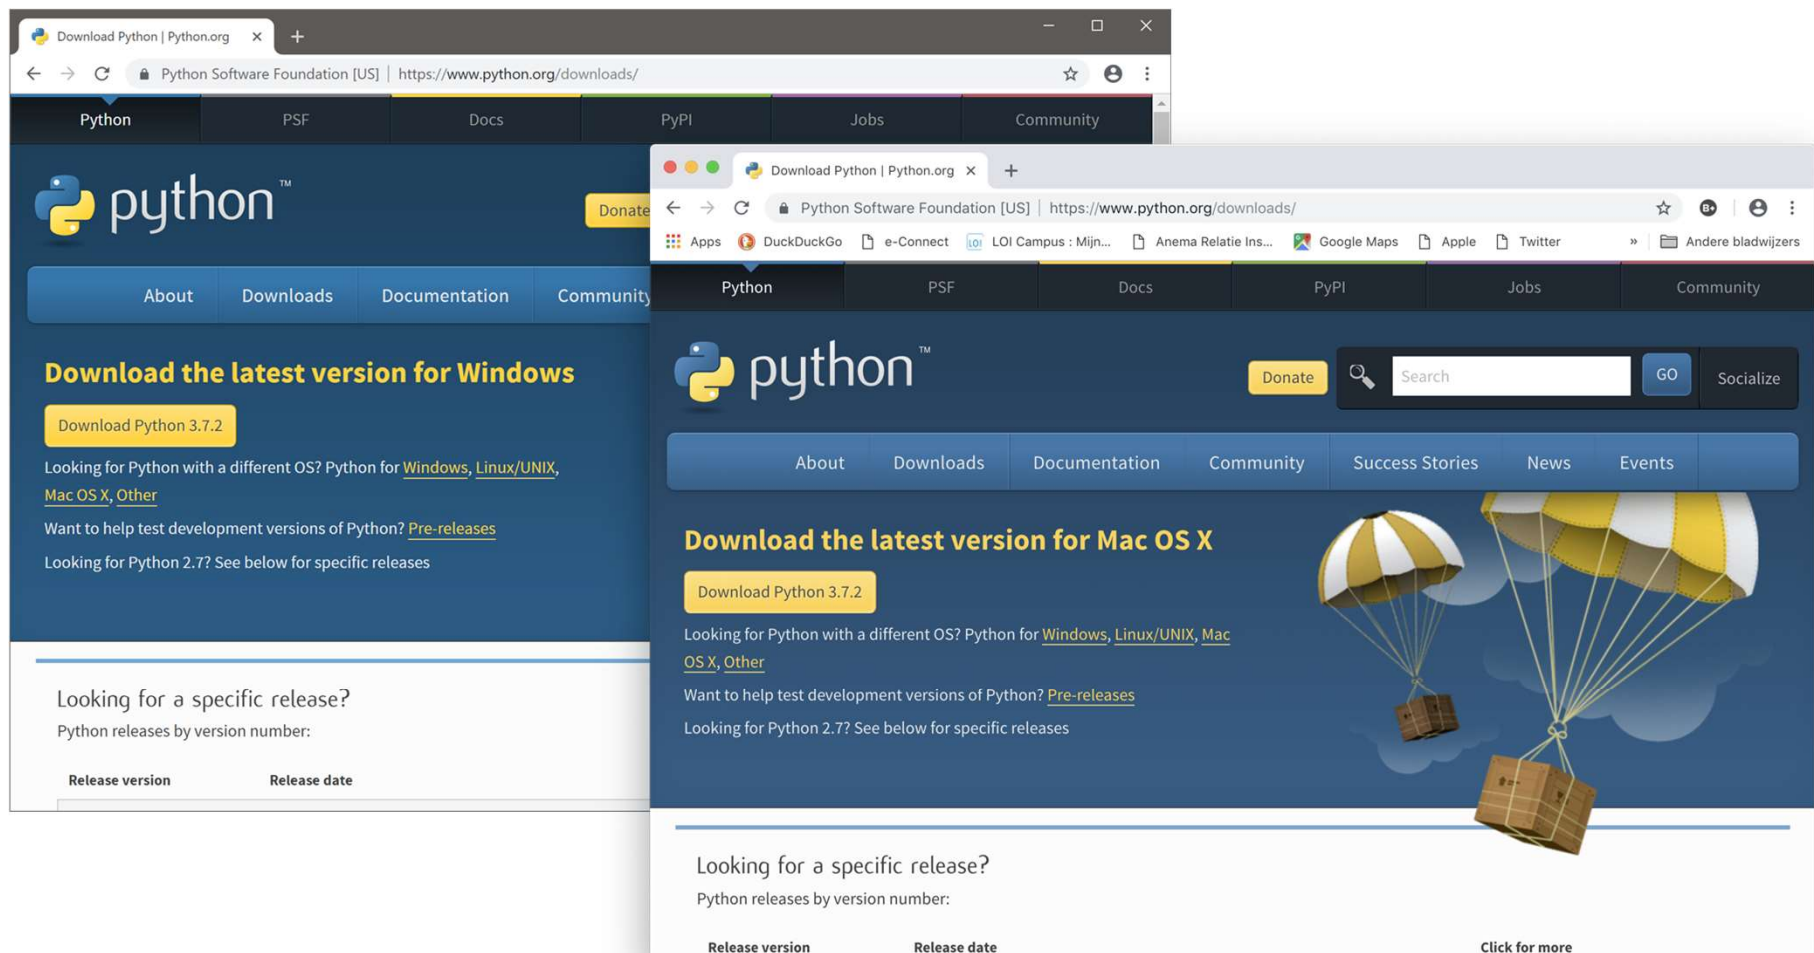 Download Python | Python.org
Python Software Foundation [US] | https://www.python.org/downloads/
Python PSF Docs PyPI Jobs Community
python™
Donate
About Downloads Documentation Community
Download the latest version for Windows
Download Python 3.7.2
Looking for Python with a different OS? Python for Windows, Linux/UNIX,
Mac OS X, Other
Want to help test development versions of Python? Pre-releases
Looking for Python 2.7? See below for specific releases
Looking for a specific release?
Python releases by version number:
Release version Release date
Download Python | Python.org
Python Software Foundation [US] | https://www.python.org/downloads/
B+
Apps DuckDuckGo e-Connect LOI LOI Campus : Mijn... Anema Relatie Ins... Google Maps Apple Twitter » Andere bladwijzers
Python PSF Docs PyPI Jobs Community
python™
Donate Search GO Socialize
About Downloads Documentation Community Success Stories News Events
Download the latest version for Mac OS X
Download Python 3.7.2
Looking for Python with a different OS? Python for Windows, Linux/UNIX, Mac
OS X, Other
Want to help test development versions of Python? Pre-releases
Looking for Python 2.7? See below for specific releases
Looking for a specific release?
Python releases by version number:
Release version Release date Click for more